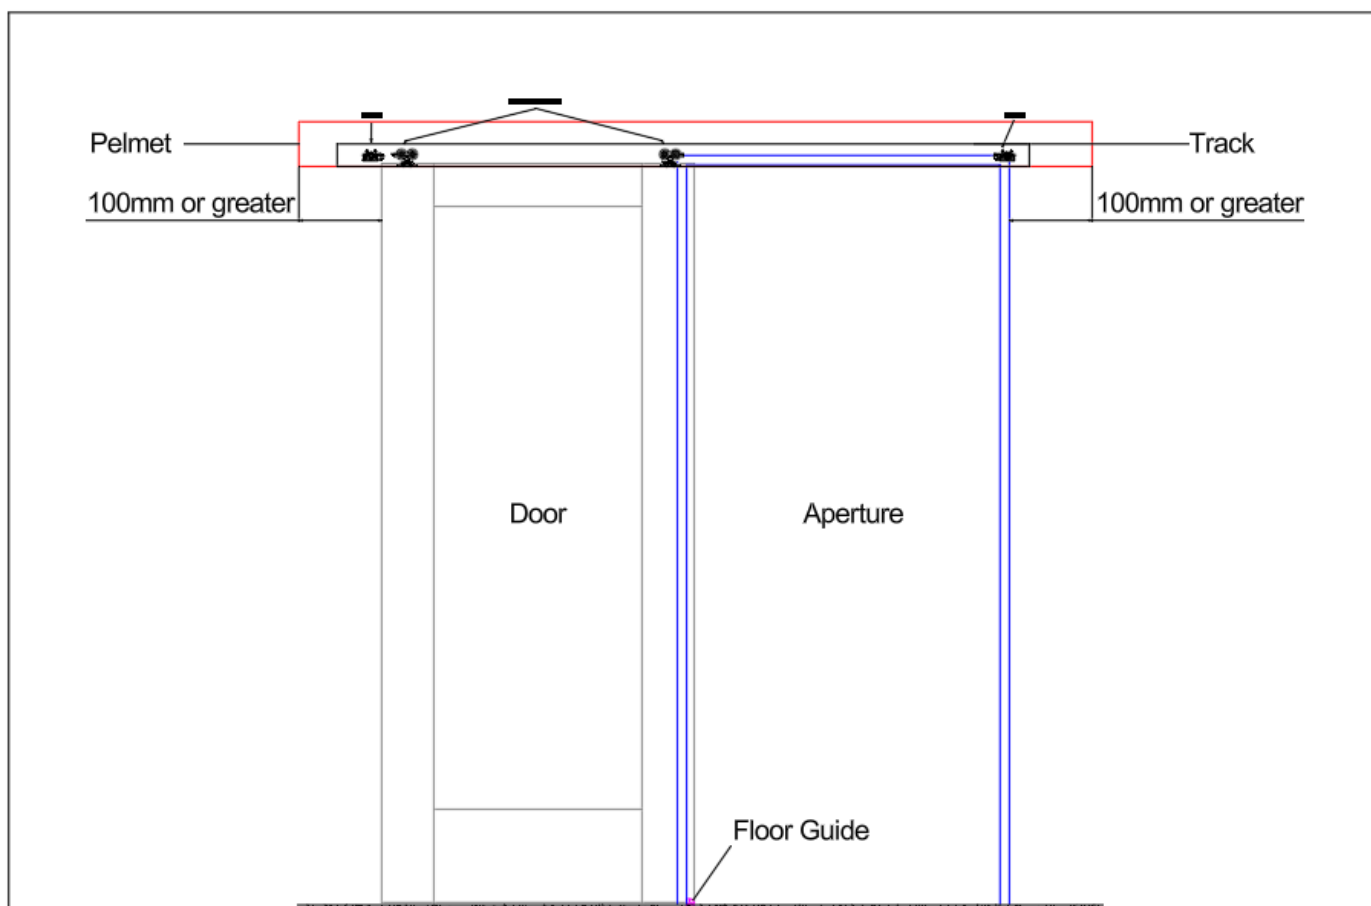 Pelmet
Track
100mm or greater
100mm or greater
Door
Aperture
Floor Guide